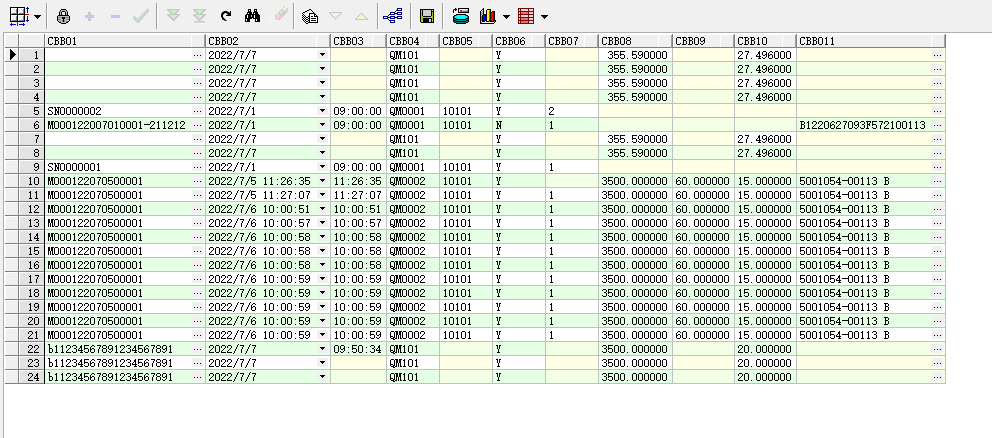 CBB01 CBB02 CBB03 CBB04 CBB05 CBB06 CBB07 CBB08 CBB09 CBB10 CBB011
1 ... 2022/7/7 QM101 Y 355.590000 27.496000 ...
2 ... 2022/7/7 QM101 Y 355.590000 27.496000 ...
3 ... 2022/7/7 QM101 Y 355.590000 27.496000 ...
4 ... 2022/7/7 QM101 Y 355.590000 27.496000 ...
5 SN0000002 ... 2022/7/1 09:00:00 QM0001 10101 Y 2 ...
6 M000122007010001-211212 ... 2022/7/1 09:00:00 QM0001 10101 N 1 B1220627093F572100113 ...
7 ... 2022/7/7 QM101 Y 355.590000 27.496000 ...
8 ... 2022/7/7 QM101 Y 355.590000 27.496000 ...
9 SN0000001 ... 2022/7/1 09:00:00 QM0001 10101 Y 1 ...
10 M000122070500001 ... 2022/7/5 11:26:35 11:26:35 QM0002 10101 Y 3500.000000 60.000000 15.000000 5001054-00113 B ...
11 M000122070500001 ... 2022/7/5 11:27:07 11:27:07 QM0002 10101 Y 1 3500.000000 60.000000 15.000000 5001054-00113 B ...
12 M000122070500001 ... 2022/7/6 10:00:51 10:00:51 QM0002 10101 Y 1 3500.000000 60.000000 15.000000 5001054-00113 B ...
13 M000122070500001 ... 2022/7/6 10:00:57 10:00:57 QM0002 10101 Y 1 3500.000000 60.000000 15.000000 5001054-00113 B ...
14 M000122070500001 ... 2022/7/6 10:00:58 10:00:58 QM0002 10101 Y 1 3500.000000 60.000000 15.000000 5001054-00113 B ...
15 M000122070500001 ... 2022/7/6 10:00:58 10:00:58 QM0002 10101 Y 1 3500.000000 60.000000 15.000000 5001054-00113 B ...
16 M000122070500001 ... 2022/7/6 10:00:58 10:00:58 QM0002 10101 Y 1 3500.000000 60.000000 15.000000 5001054-00113 B ...
17 M000122070500001 ... 2022/7/6 10:00:59 10:00:59 QM0002 10101 Y 1 3500.000000 60.000000 15.000000 5001054-00113 B ...
18 M000122070500001 ... 2022/7/6 10:00:59 10:00:59 QM0002 10101 Y 1 3500.000000 60.000000 15.000000 5001054-00113 B ...
19 M000122070500001 ... 2022/7/6 10:00:59 10:00:59 QM0002 10101 Y 1 3500.000000 60.000000 15.000000 5001054-00113 B ...
20 M000122070500001 ... 2022/7/6 10:00:59 10:00:59 QM0002 10101 Y 1 3500.000000 60.000000 15.000000 5001054-00113 B ...
21 M000122070500001 ... 2022/7/6 10:00:59 10:00:59 QM0002 10101 Y 1 3500.000000 60.000000 15.000000 5001054-00113 B ...
22 b11234567891234567891 ... 2022/7/7 09:50:34 QM101 Y 3500.000000 20.000000 ...
23 b11234567891234567891 ... 2022/7/7 QM101 Y 3500.000000 20.000000 ...
24 b11234567891234567891 ... 2022/7/7 QM101 Y 3500.000000 20.000000 ...